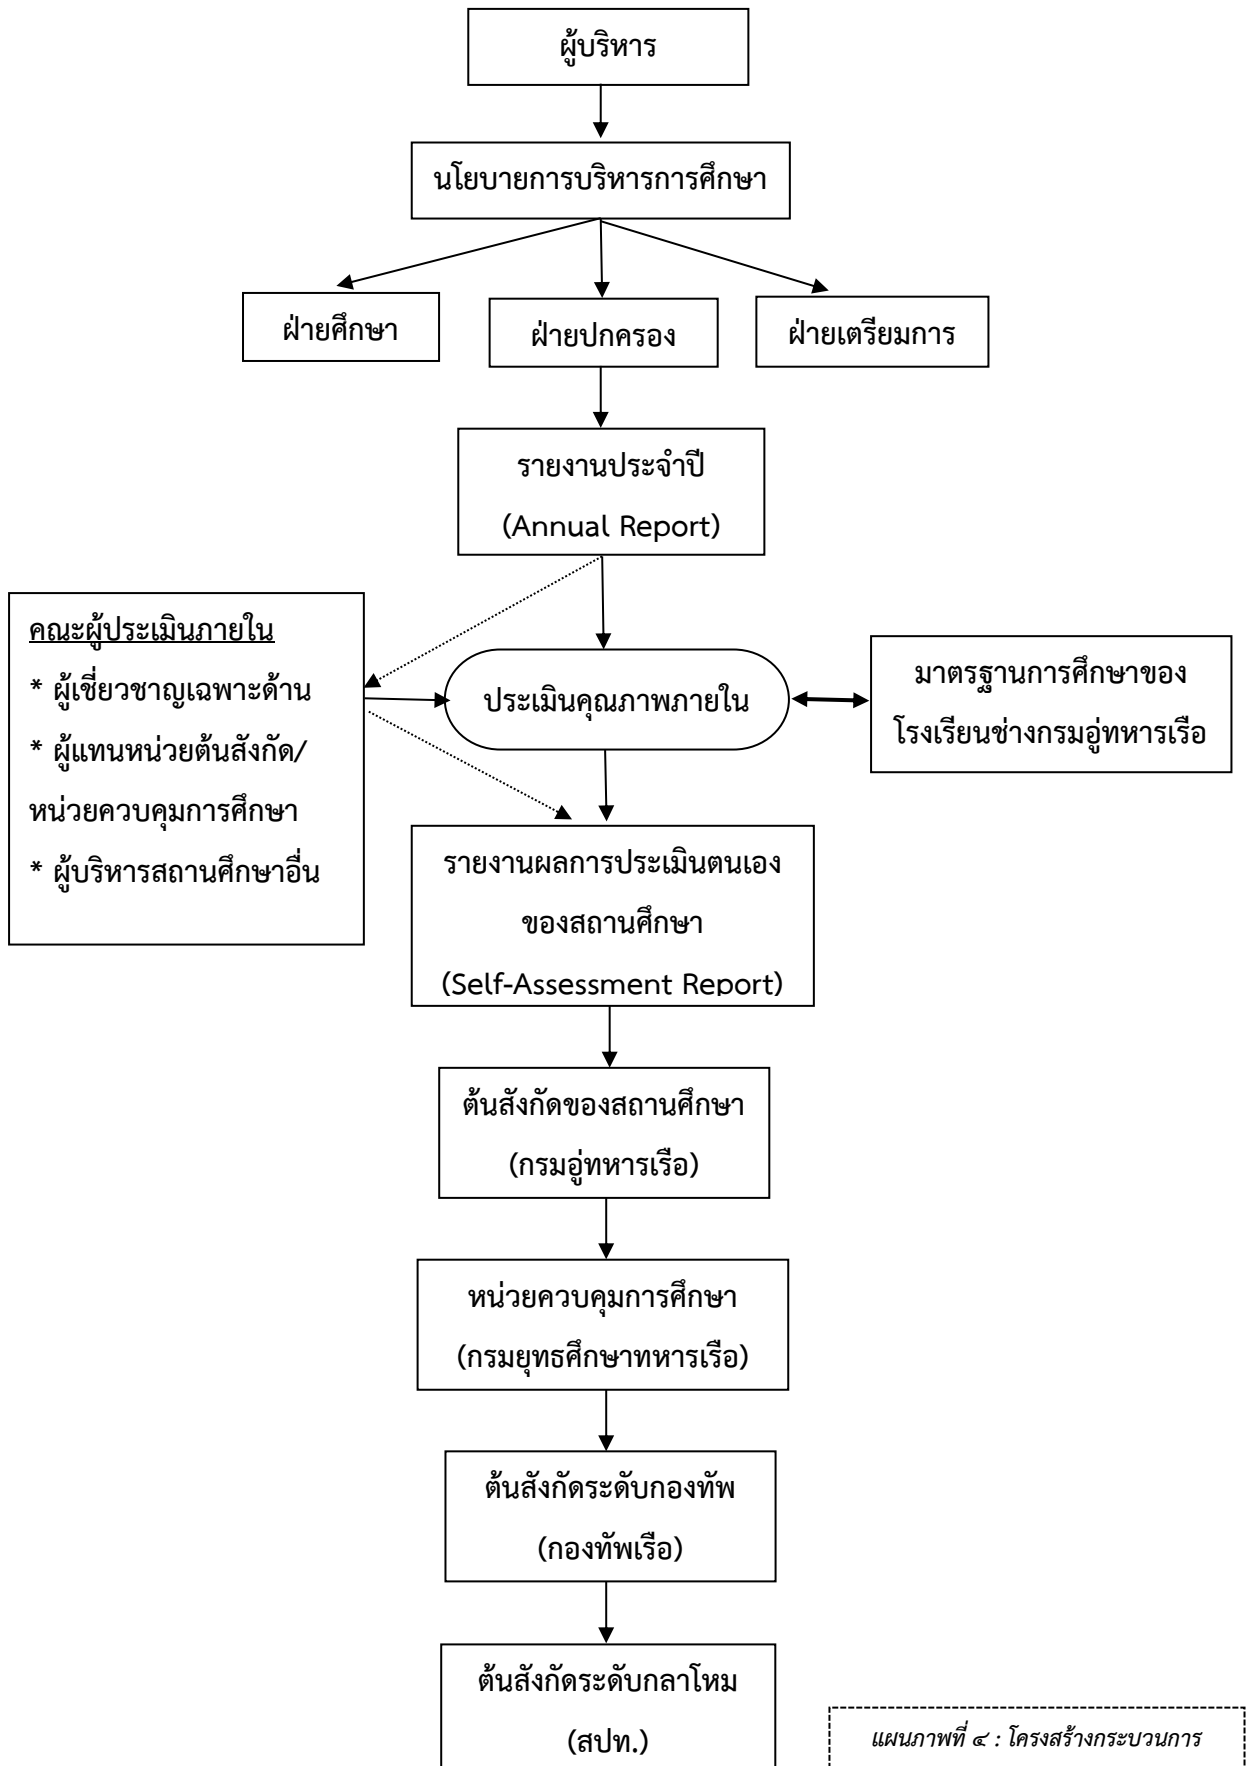 ผู้บริหาร
นโยบายการบริหารการศึกษา
ฝ่ายศึกษา
ฝ่ายปกครอง
ฝ่ายเตรียมการ
รายงานประจำปี
(Annual Report)
คณะผู้ประเมินภายใน
* ผู้เชี่ยวชาญเฉพาะด้าน
* ผู้แทนหน่วยต้นสังกัด/
หน่วยควบคุมการศึกษา
* ผู้บริหารสถานศึกษาอื่น
ประเมินคุณภาพภายใน
มาตรฐานการศึกษาของ
โรงเรียนช่างกรมอู่ทหารเรือ
รายงานผลการประเมินตนเอง
ของสถานศึกษา
(Self-Assessment Report)
ต้นสังกัดของสถานศึกษา
(กรมอู่ทหารเรือ)
หน่วยควบคุมการศึกษา
(กรมยุทธศึกษาทหารเรือ)
ต้นสังกัดระดับกองทัพ
(กองทัพเรือ)
ต้นสังกัดระดับกลาโหม
(สปท.)
แผนภาพที่ ๔ : โครงสร้างกระบวนการ